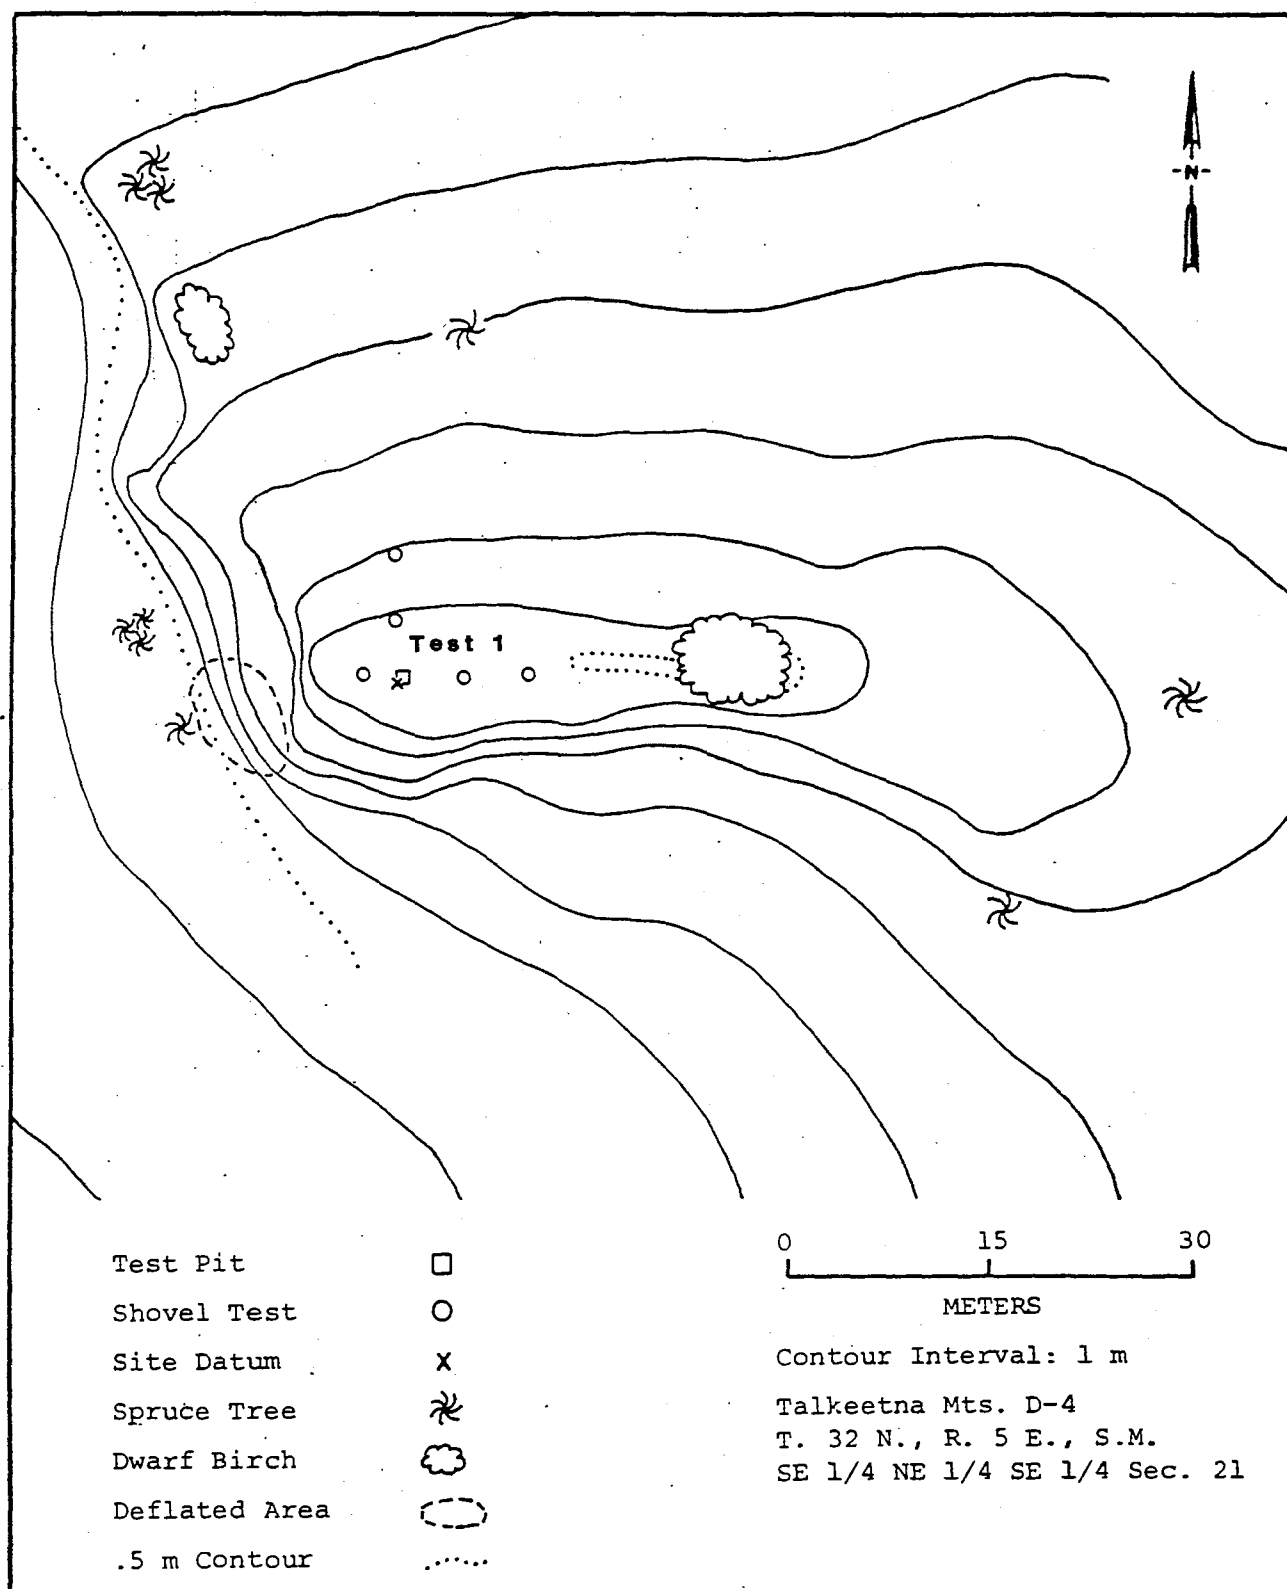 -N-
Test 1
x
Test Pit
Shovel Test
Site Datum x
Spruce Tree
Dwarf Birch
Deflated Area
.5 m Contour
0 15 30
METERS
Contour Interval: 1 m
Talkeetna Mts. D-4
T. 32 N., R. 5 E., S.M.
SE 1/4 NE 1/4 SE 1/4 Sec. 21